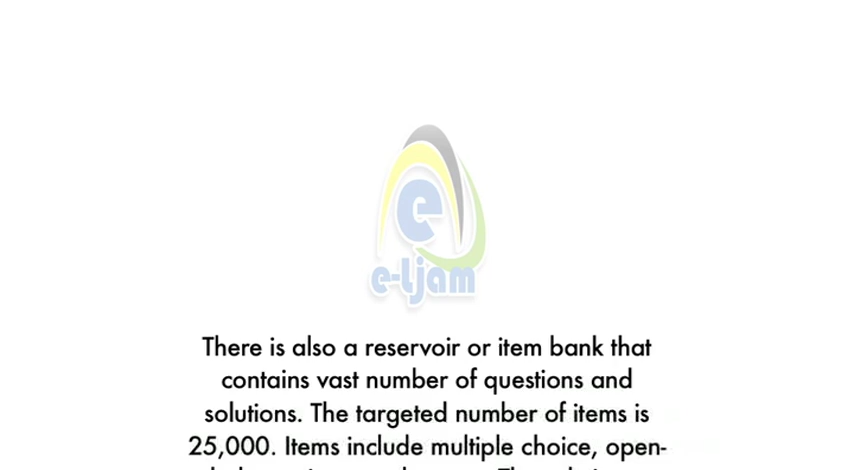 e
e-Ljam
There is also a reservoir or item bank that
contains vast number of questions and
solutions. The targeted number of items is
25,000. Items include multiple choice, open-